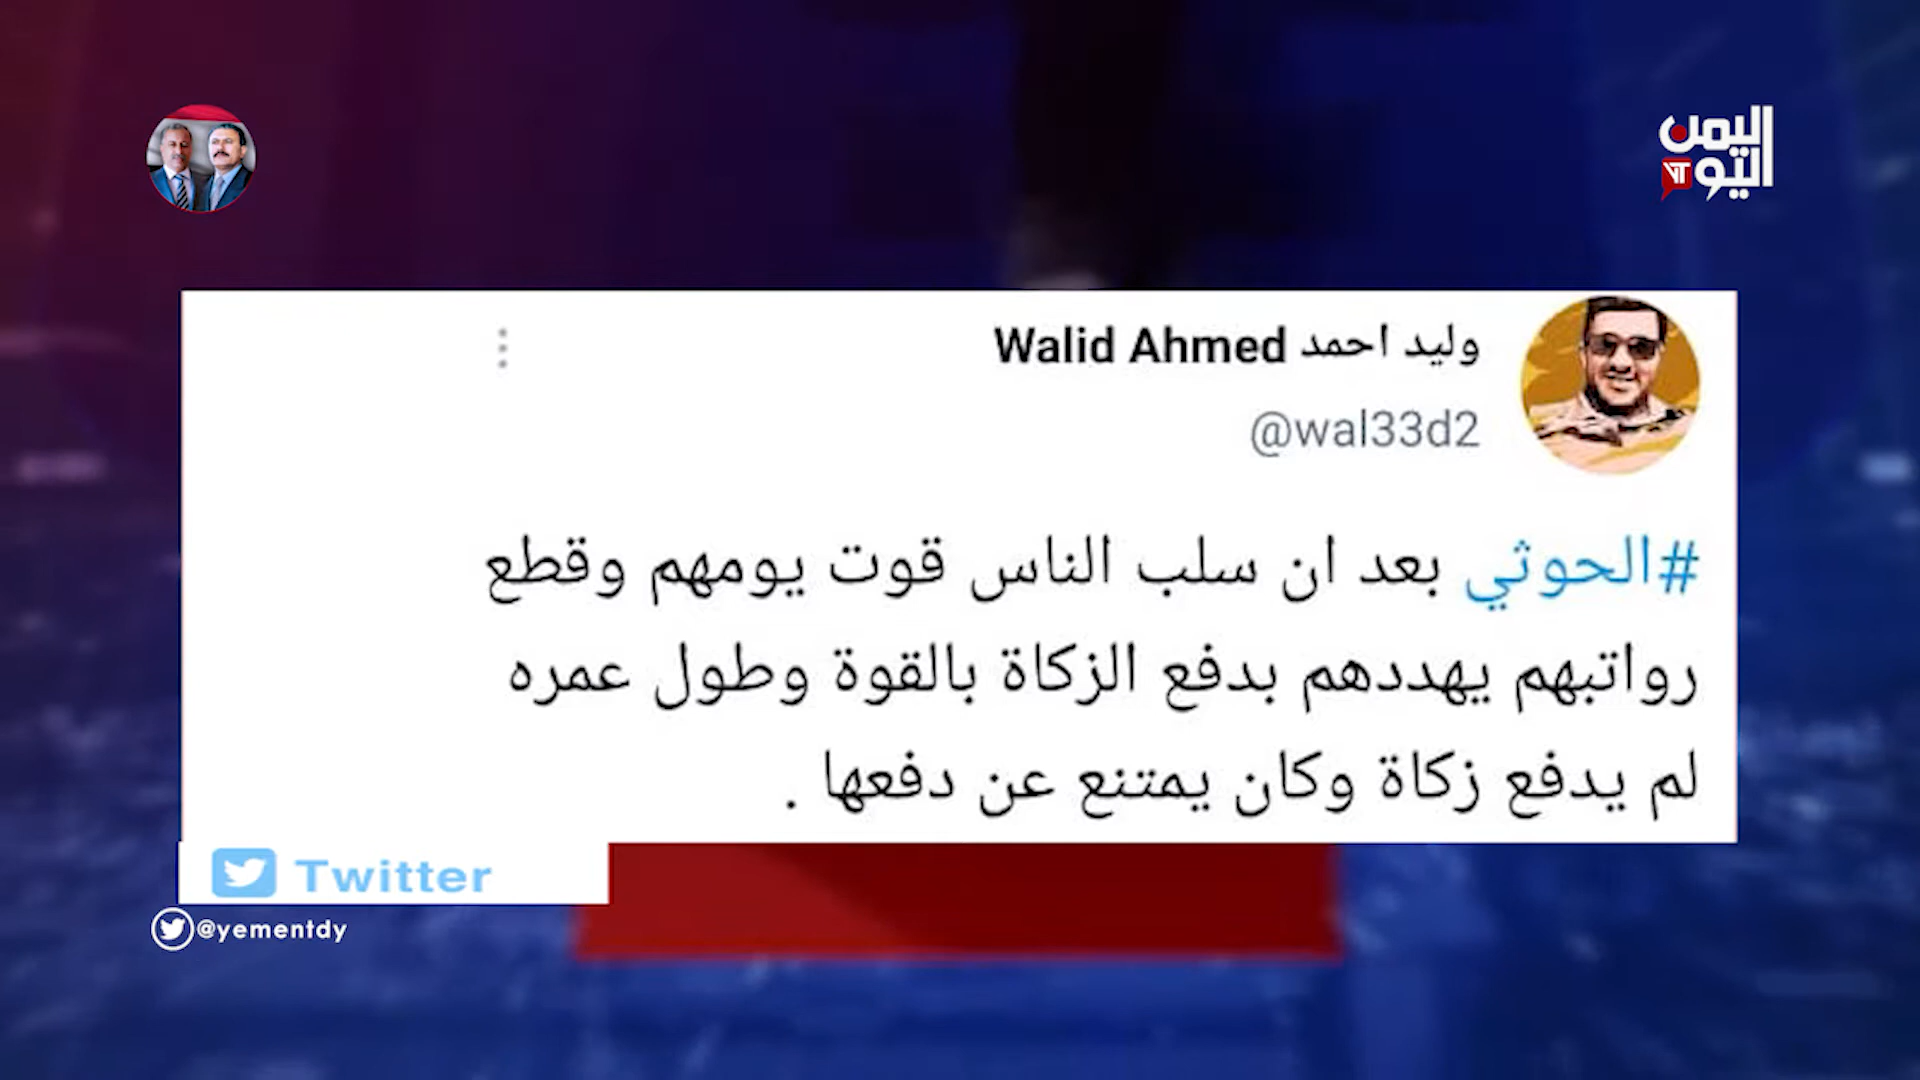 اليمن
اليوم
YT
وليد احمد Walid Ahmed
@wal33d2
#الحوثي بعد ان سلب الناس قوت يومهم وقطع
رواتبهم يهددهم بدفع الزكاة بالقوة وطول عمره
لم يدفع زكاة وكان يمتنع عن دفعها .
Twitter
@yementdy